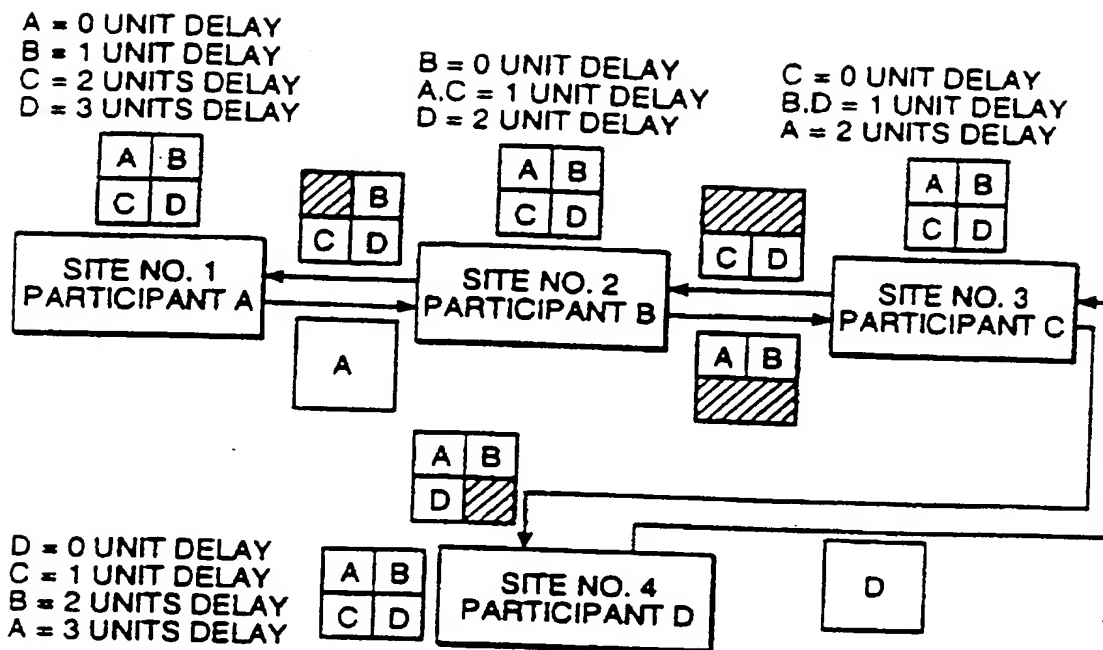 A = 0 UNIT DELAY
B = 1 UNIT DELAY
C = 2 UNITS DELAY
D = 3 UNITS DELAY
B = 0 UNIT DELAY
A.C = 1 UNIT DELAY
D = 2 UNIT DELAY
C = 0 UNIT DELAY
B.D = 1 UNIT DELAY
A = 2 UNITS DELAY
A B
C D
B
C D
A B
C D
C D
A B
C D
SITE NO. 1
PARTICIPANT A
SITE NO. 2
PARTICIPANT B
SITE NO. 3
PARTICIPANT C
A
A B
A B
D
D = 0 UNIT DELAY
C = 1 UNIT DELAY
B = 2 UNITS DELAY
A = 3 UNITS DELAY
A B
C D
SITE NO. 4
PARTICIPANT D
D